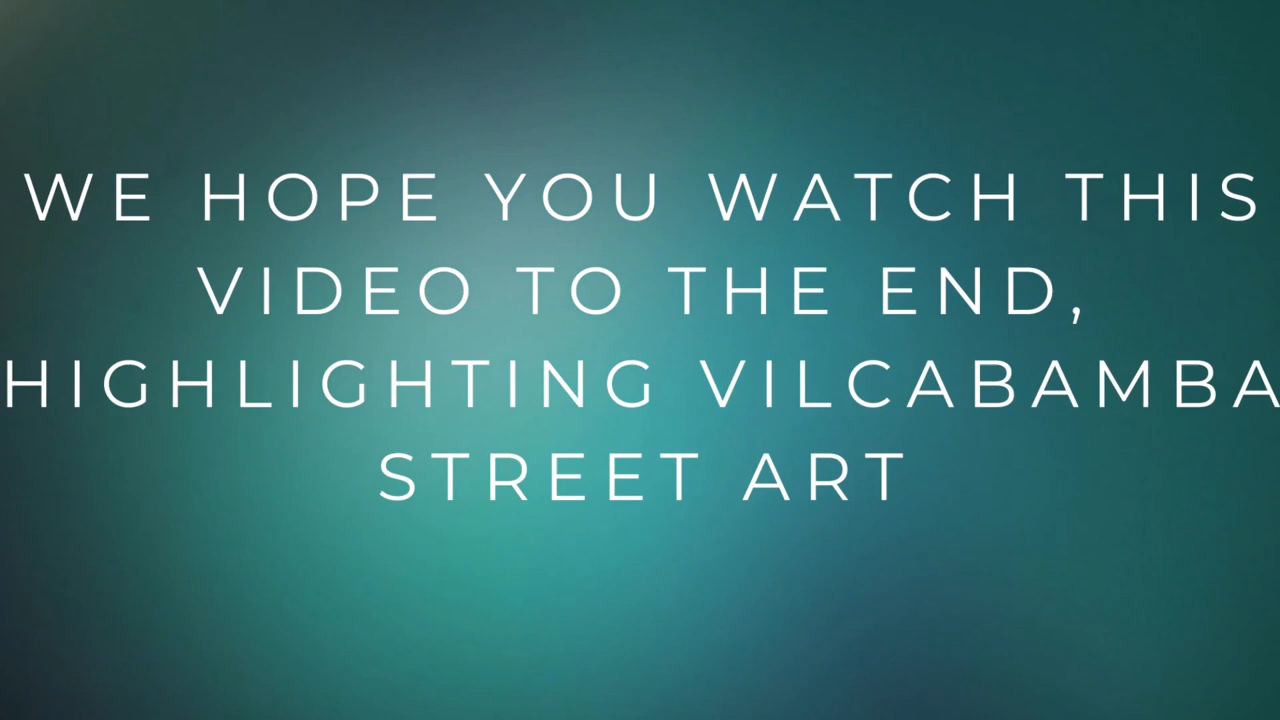 WE HOPE YOU WATCH THIS
VIDEO TO THE END,
HIGHLIGHTING VILCABAMBA
STREET ART